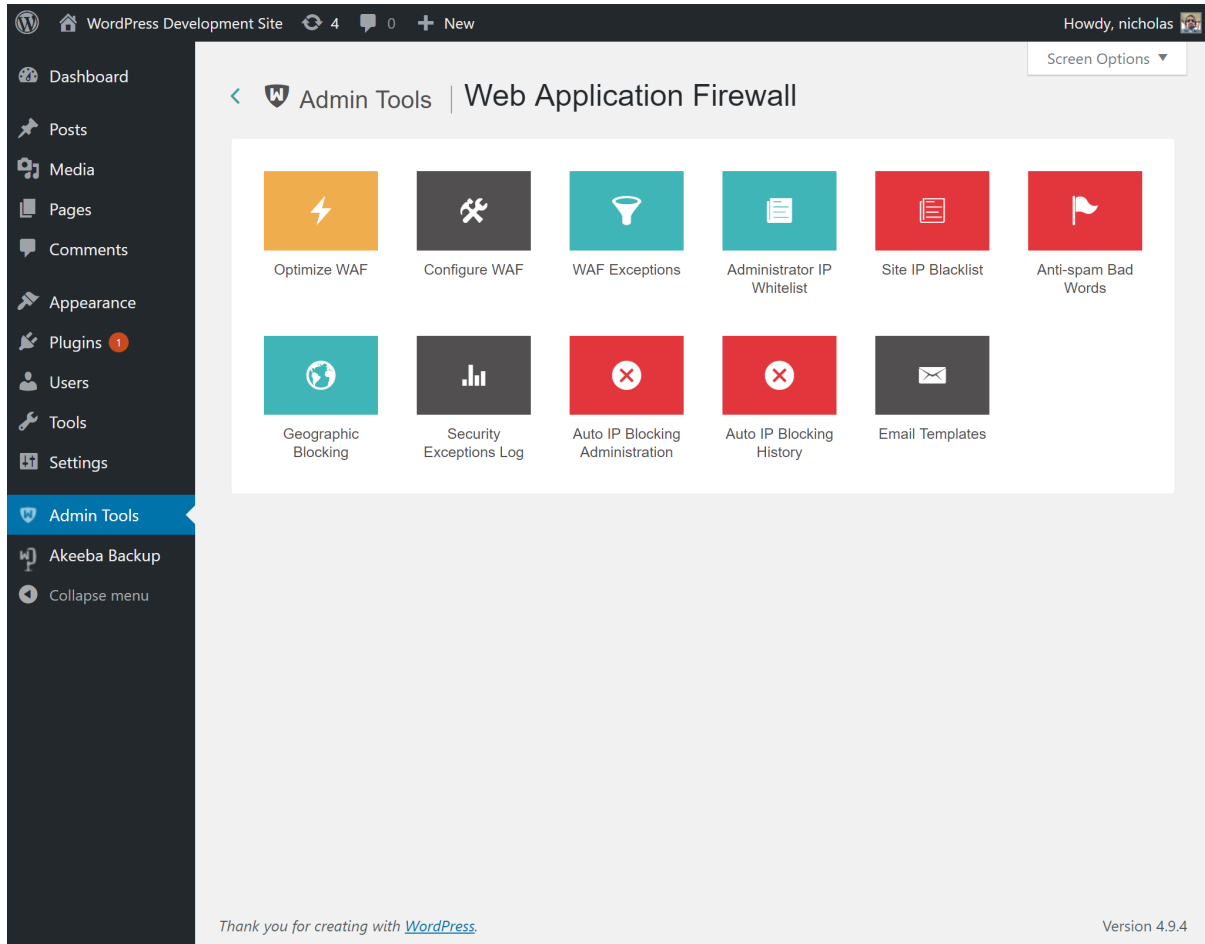 WordPress Development Site 4 0 New Howdy, nicholas
Screen Options ▼
Dashboard
Posts
Media
Pages
Comments
Appearance
Plugins 1
Users
Tools
Settings
Admin Tools
Akeeba Backup
Collapse menu
Admin Tools | Web Application Firewall
Optimize WAF
Configure WAF
WAF Exceptions
Administrator IP
Whitelist
Site IP Blacklist
Anti-spam Bad
Words
Geographic
Blocking
Security
Exceptions Log
Auto IP Blocking
Administration
Auto IP Blocking
History
Email Templates
Thank you for creating with WordPress.
Version 4.9.4